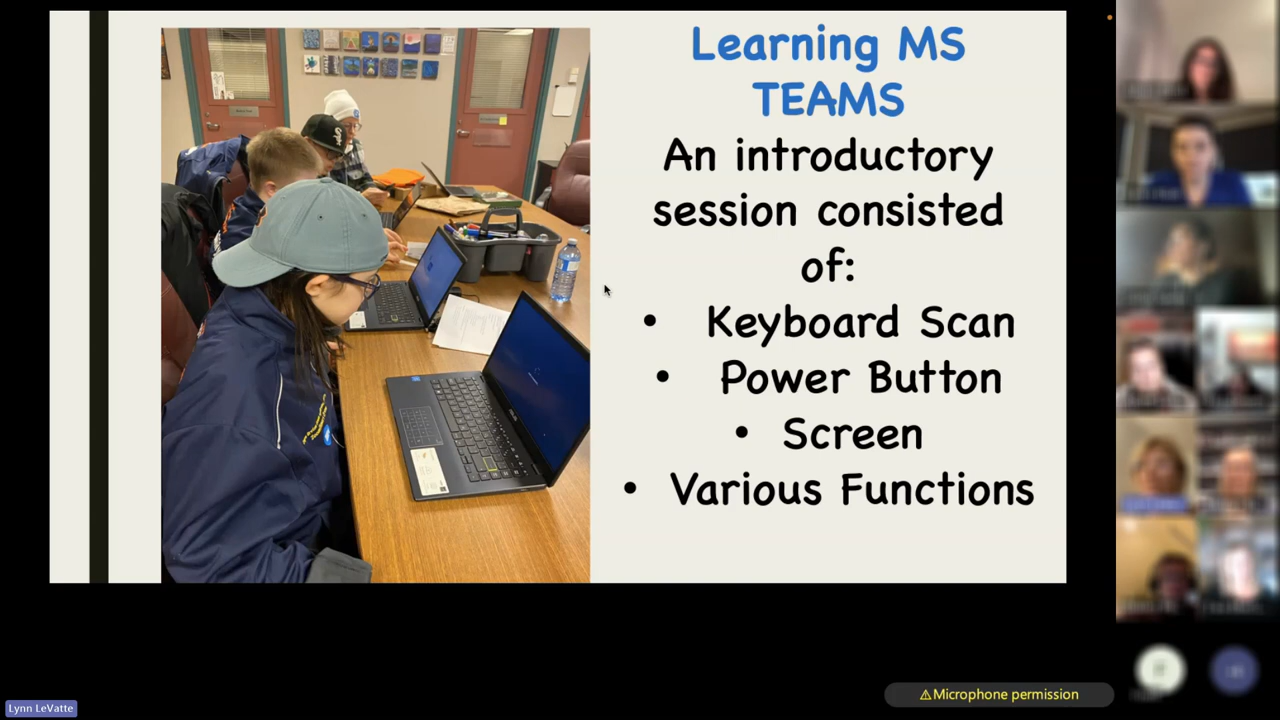 Learning MS
TEAMS
An introductory
session consisted
of:
• Keyboard Scan
• Power Button
• Screen
• Various Functions
⚠Microphone permission
Lynn LeVatte